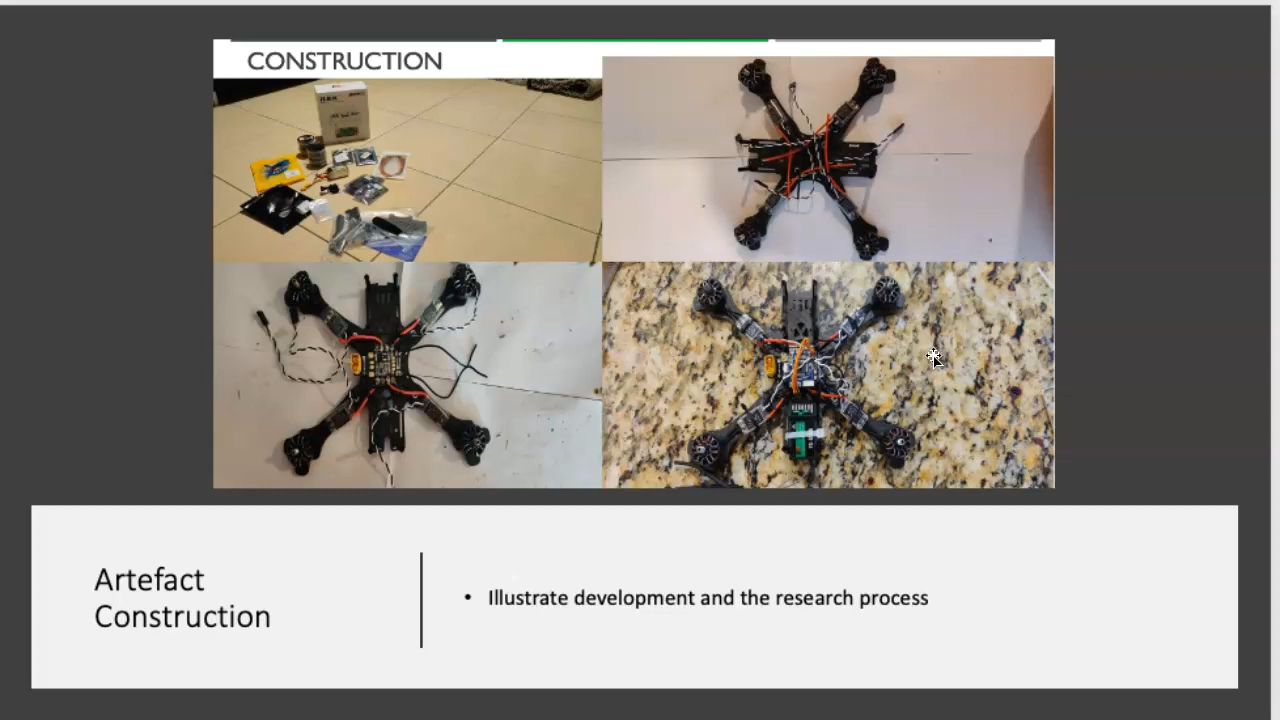 CONSTRUCTION
Artefact
Construction
• Illustrate development and the research process